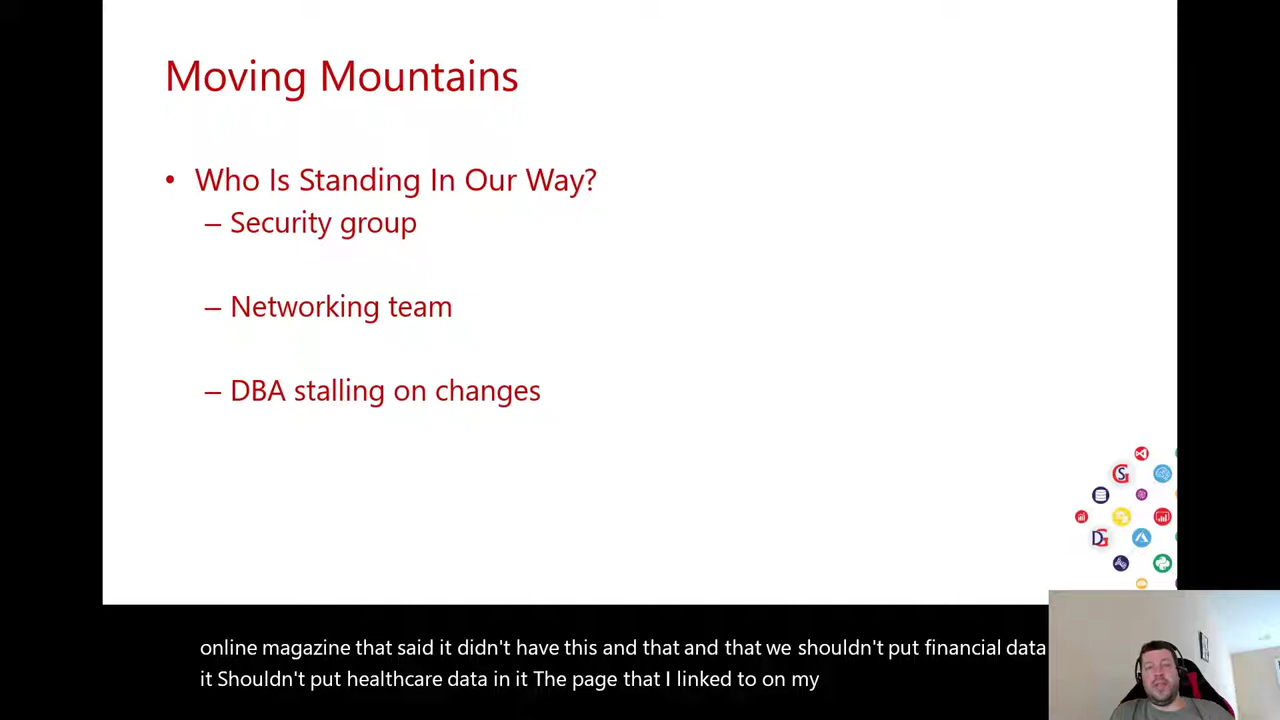 Moving Mountains
• Who Is Standing In Our Way?
– Security group
– Networking team
– DBA stalling on changes
S G
D G
online magazine that said it didn't have this and that and that we shouldn't put financial data
it Shouldn't put healthcare data in it The page that I linked to on my